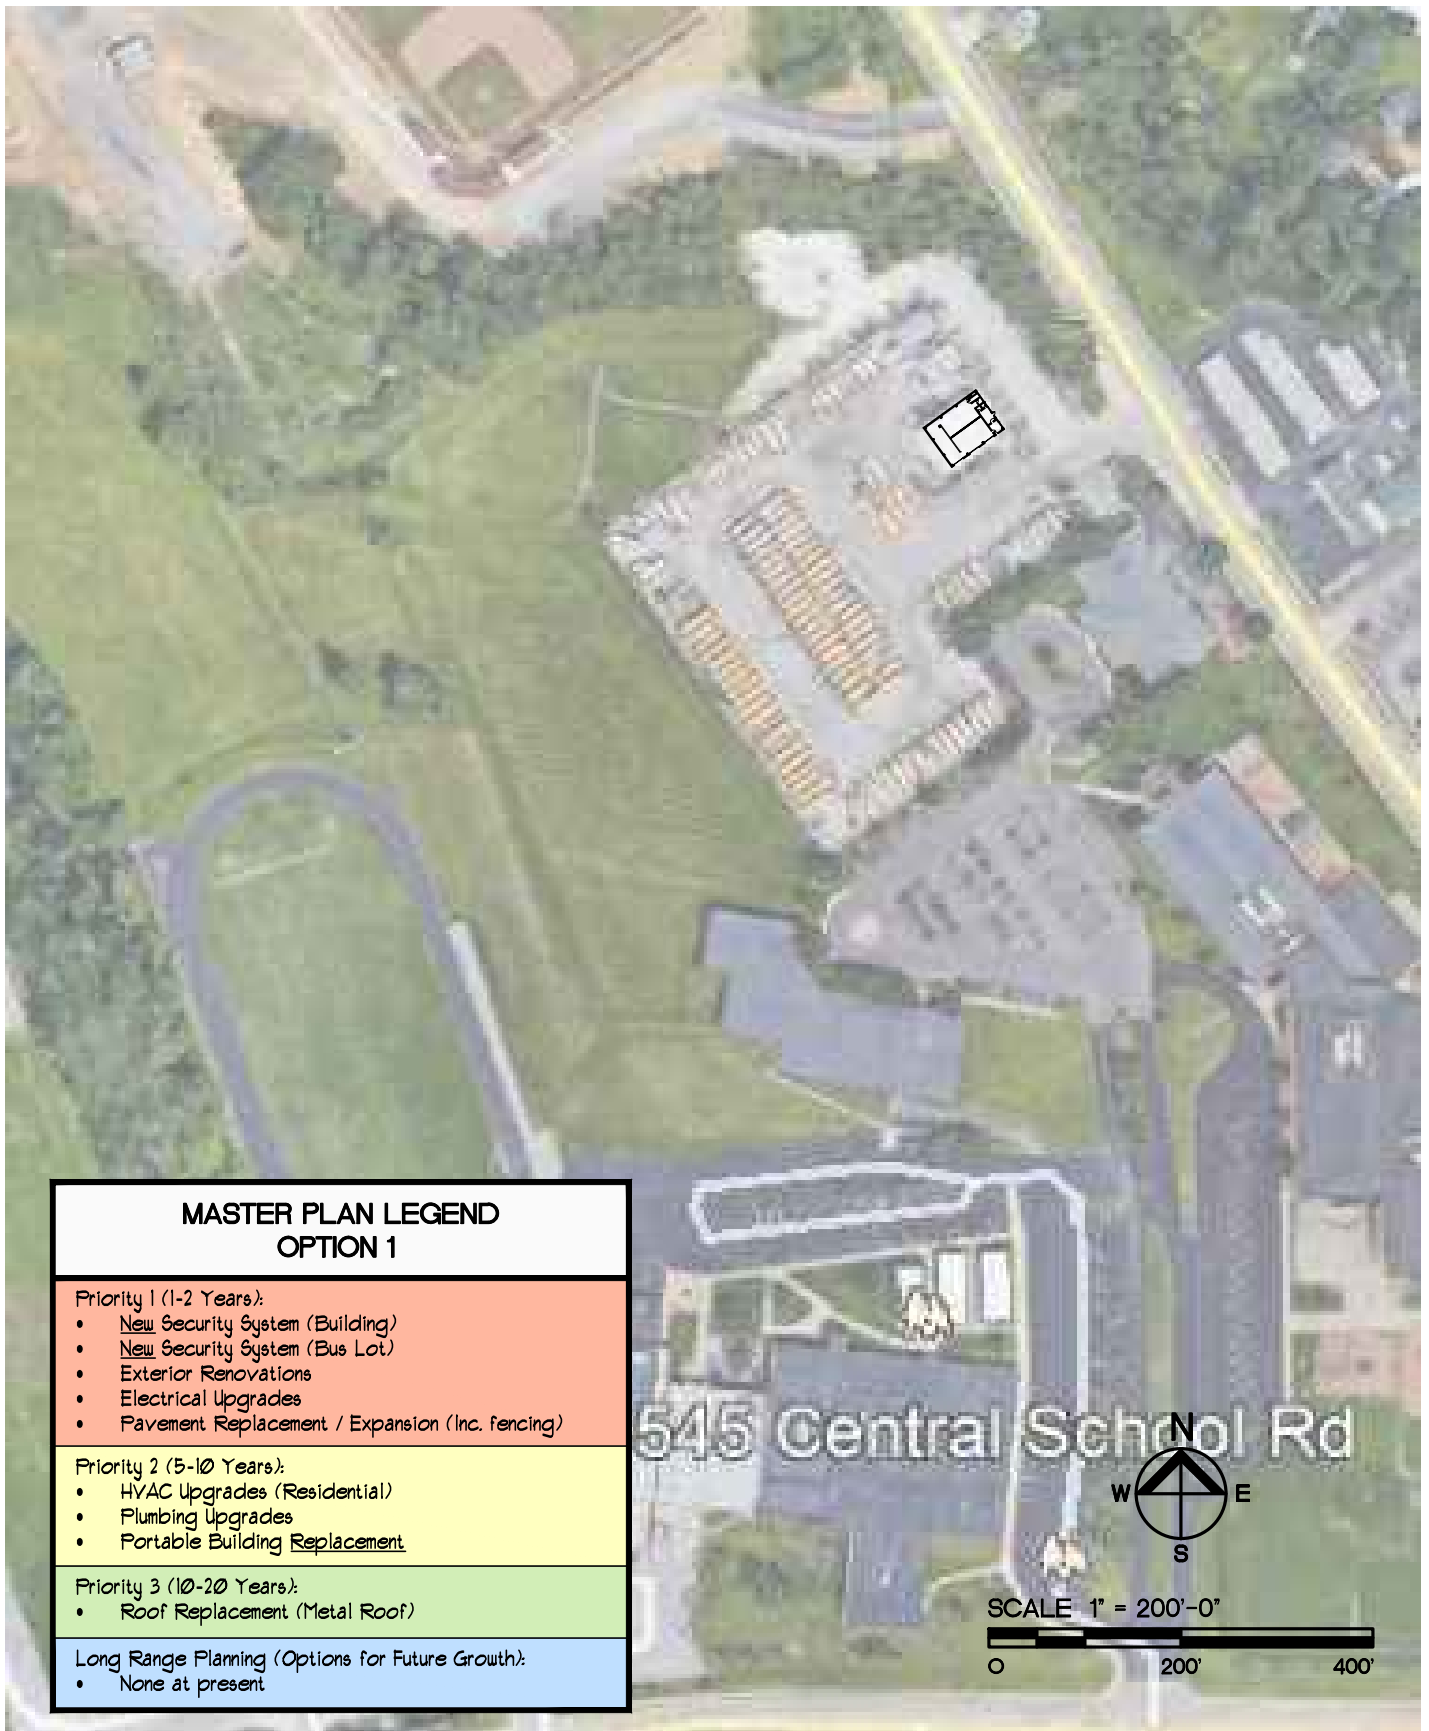 MASTER PLAN LEGEND
OPTION 1
Priority 1 (1-2 Years):
• New Security System (Building)
• New Security System (Bus Lot)
• Exterior Renovations
• Electrical Upgrades
• Pavement Replacement / Expansion (Inc. fencing)
Priority 2 (5-10 Years):
• HVAC Upgrades (Residential)
• Plumbing Upgrades
• Portable Building Replacement
Priority 3 (10-20 Years):
• Roof Replacement (Metal Roof)
Long Range Planning (Options for Future Growth):
• None at present
545 Central School Rd
N
W E
S
SCALE 1" = 200'-0"
0 200' 400'